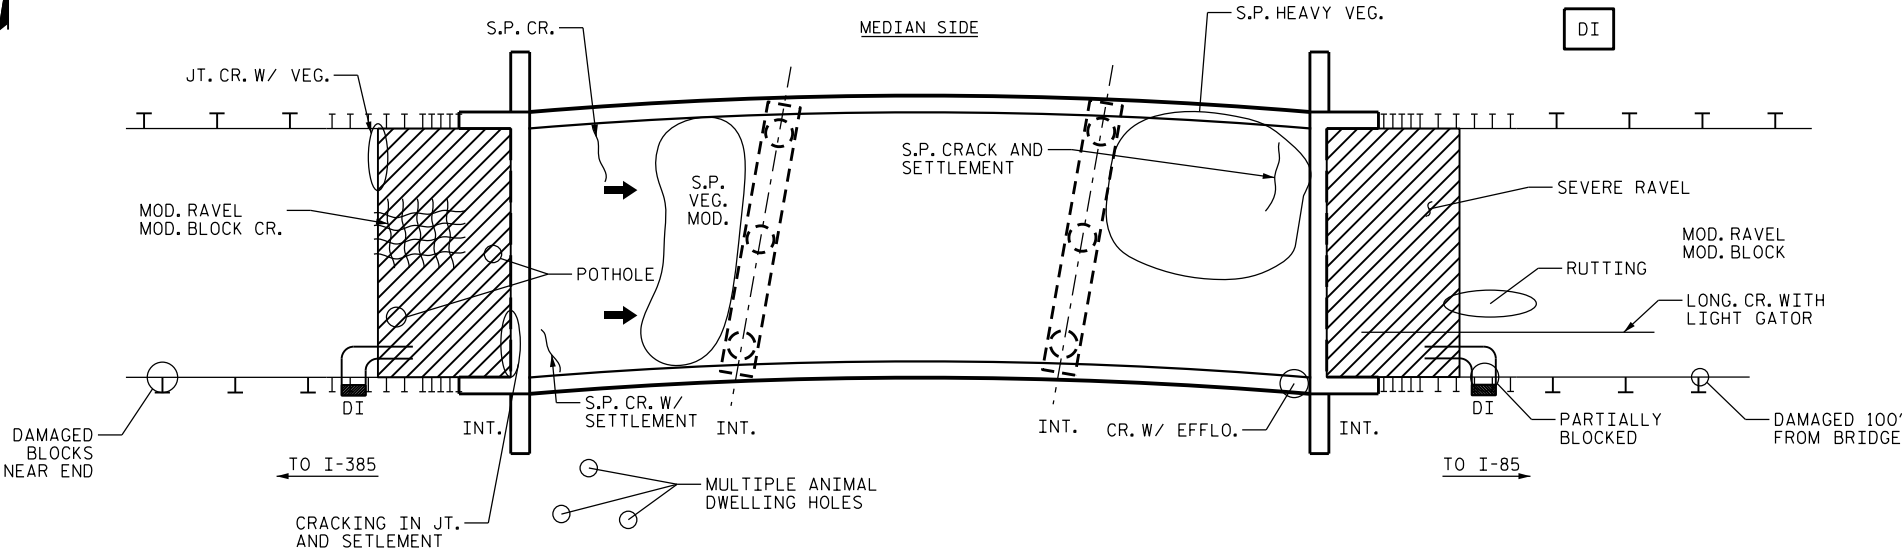 S.P. CR.
MEDIAN SIDE
S.P. HEAVY VEG.
DI
JT. CR. W/ VEG.
S.P. CRACK AND
SETTLEMENT
S.P.
VEG.
MOD.
SEVERE RAVEL
MOD. RAVEL
MOD. BLOCK CR.
MOD. RAVEL
MOD. BLOCK
POTHOLE
RUTTING
LONG. CR. WITH
LIGHT GATOR
DI
S.P. CR. W/
SETTLEMENT
DI
INT.
INT.
INT.
CR. W/ EFFLO.
INT.
PARTIALLY
BLOCKED
DAMAGED 100'
FROM BRIDGE
DAMAGED
BLOCKS
NEAR END
TO I-385
TO I-85
MULTIPLE ANIMAL
DWELLING HOLES
CRACKING IN JT.
AND SETLEMENT